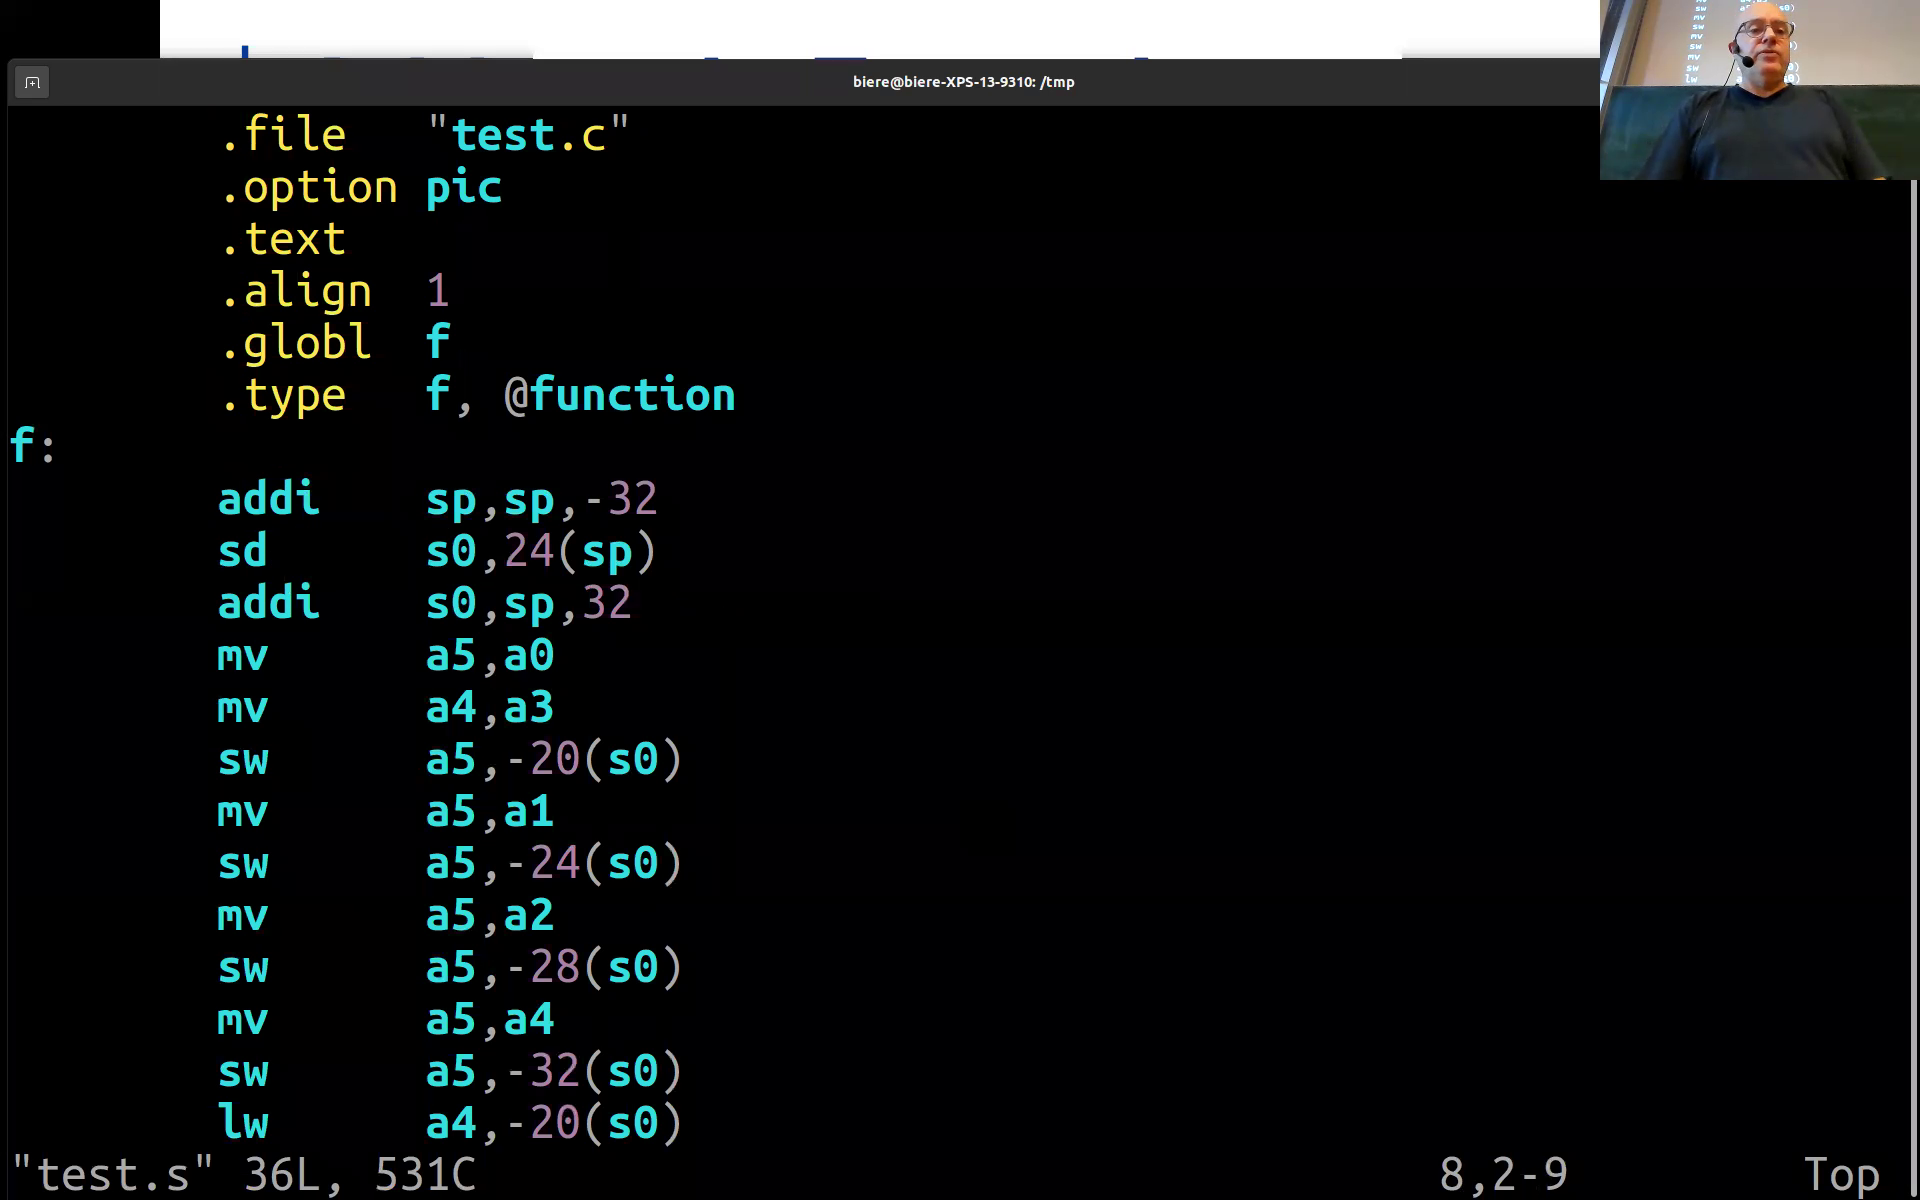 biere@biere-XPS-13-9310: /tmp
.file "test.c"
.option pic
.text
.align 1
.globl f
.type f, @function
f:
addi sp,sp,-32
sd s0,24(sp)
addi s0,sp,32
mv a5,a0
mv a4,a3
sw a5,-20(s0)
mv a5,a1
sw a5,-24(s0)
mv a5,a2
sw a5,-28(s0)
mv a5,a4
sw a5,-32(s0)
lw a4,-20(s0)
"test.s" 36L, 531C 8,2-9 Top